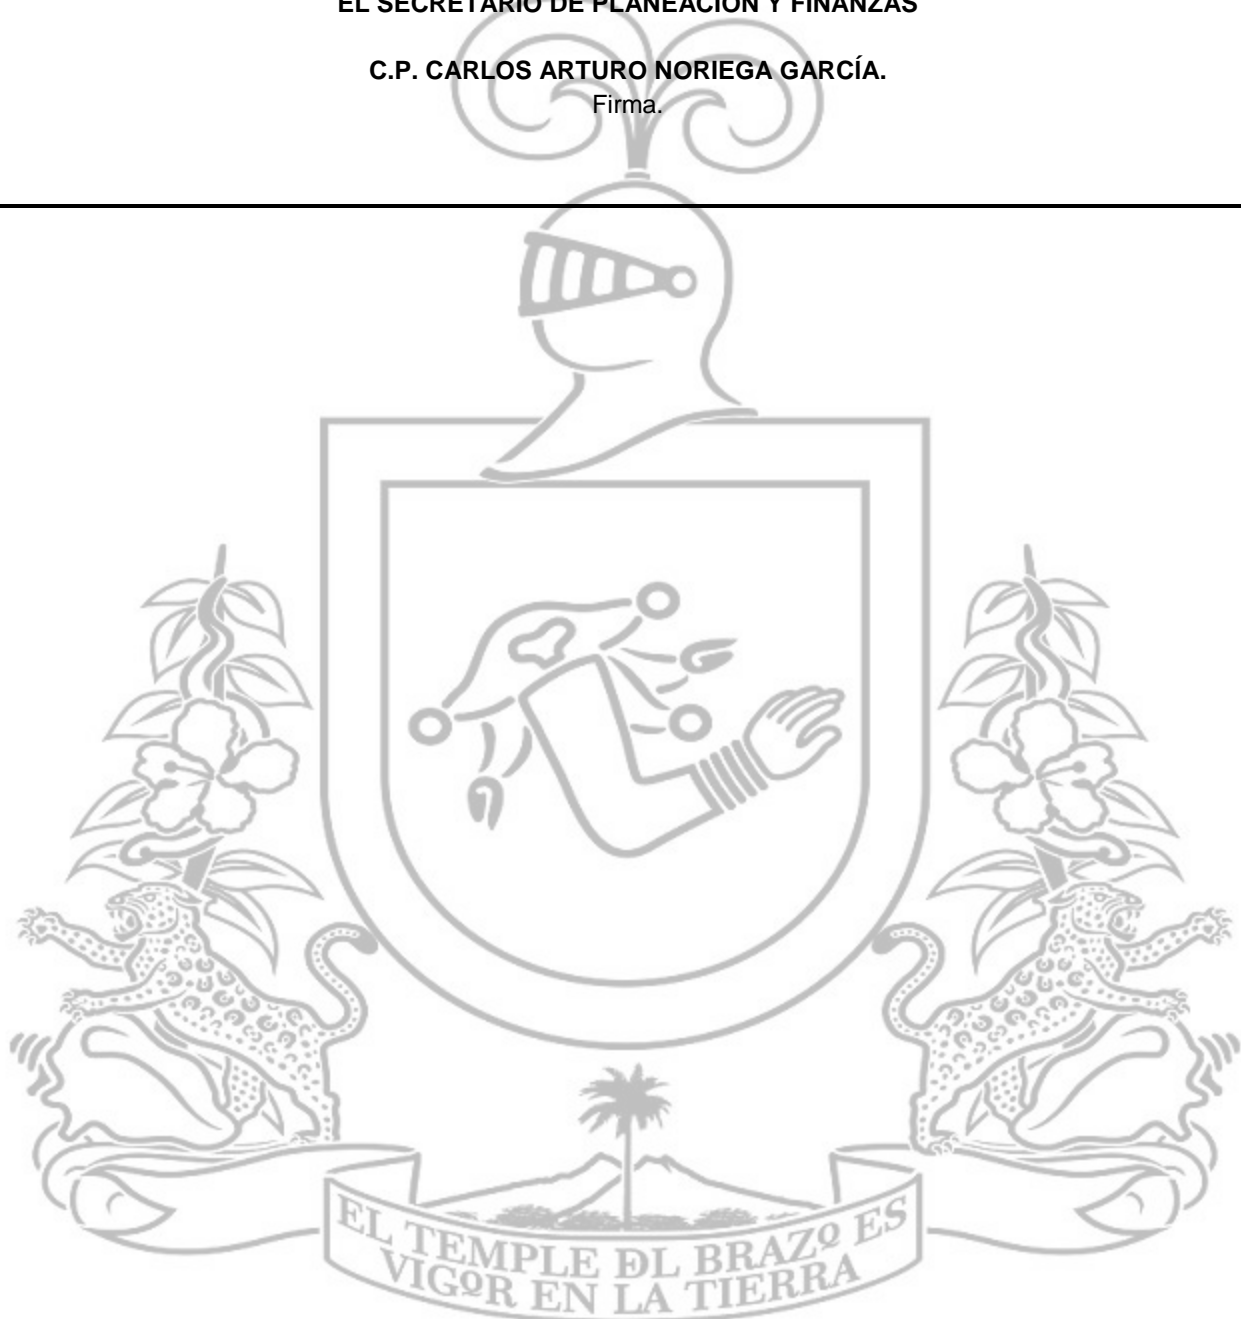 EL SECRETARIO DE PLANEACIÓN Y FINANZAS
C.P. CARLOS ARTURO NORIEGA GARCÍA.
Firma.
EL TEMPLE DL BRAZO ES
VIGOR EN LA TIERRA